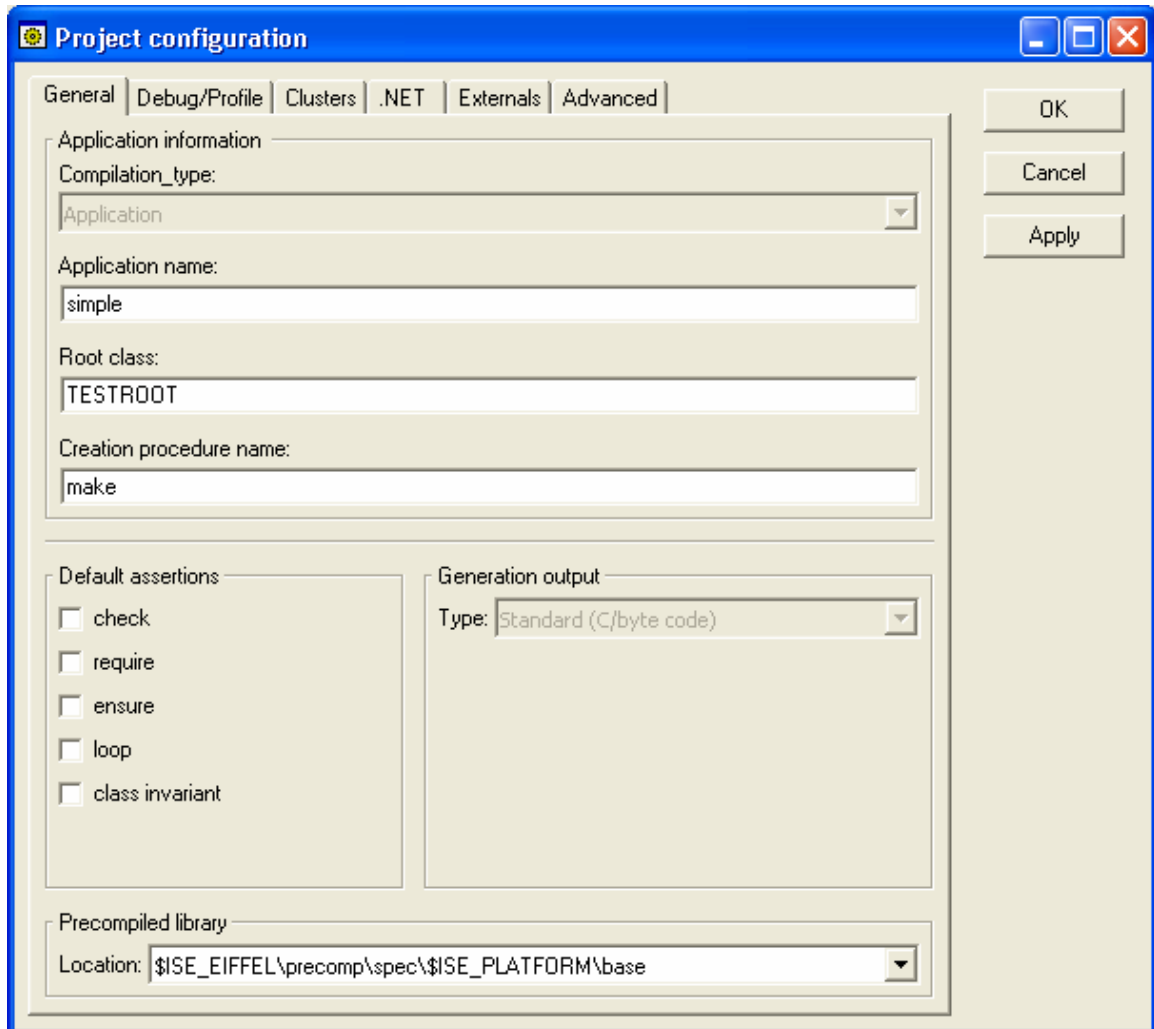 Project configuration
General Debug/Profile Clusters .NET Externals Advanced
OK
Cancel
Apply
Application information
Compilation_type:
Application
Application name:
simple
Root class:
TESTROOT
Creation procedure name:
make
Default assertions
check
require
ensure
loop
class invariant
Generation output
Type: Standard (C/byte code)
Precompiled library
Location: $ISE_EIFFEL\precomp\spec\$ISE_PLATFORM\base